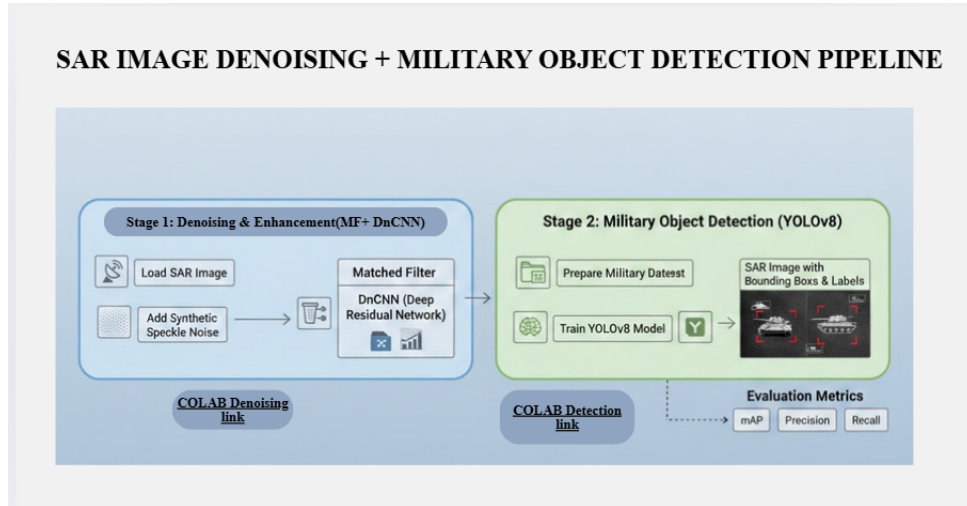 SAR IMAGE DENOISING + MILITARY OBJECT DETECTION PIPELINE
Stage 1: Denoising & Enhancement(MF+ DnCNN)
Load SAR Image
Add Synthetic
Speckle Noise
Matched Filter
DnCNN (Deep
Residual Network)
COLAB Denoising
link
Stage 2: Military Object Detection (YOLOv8)
Prepare Military Datesst
Train YOLOv8 Model
Y
SAR Image with
Bounding Boxs & Labels
COLAB Detection
link
Evaluation Metrics
mAP
Precision
Recall